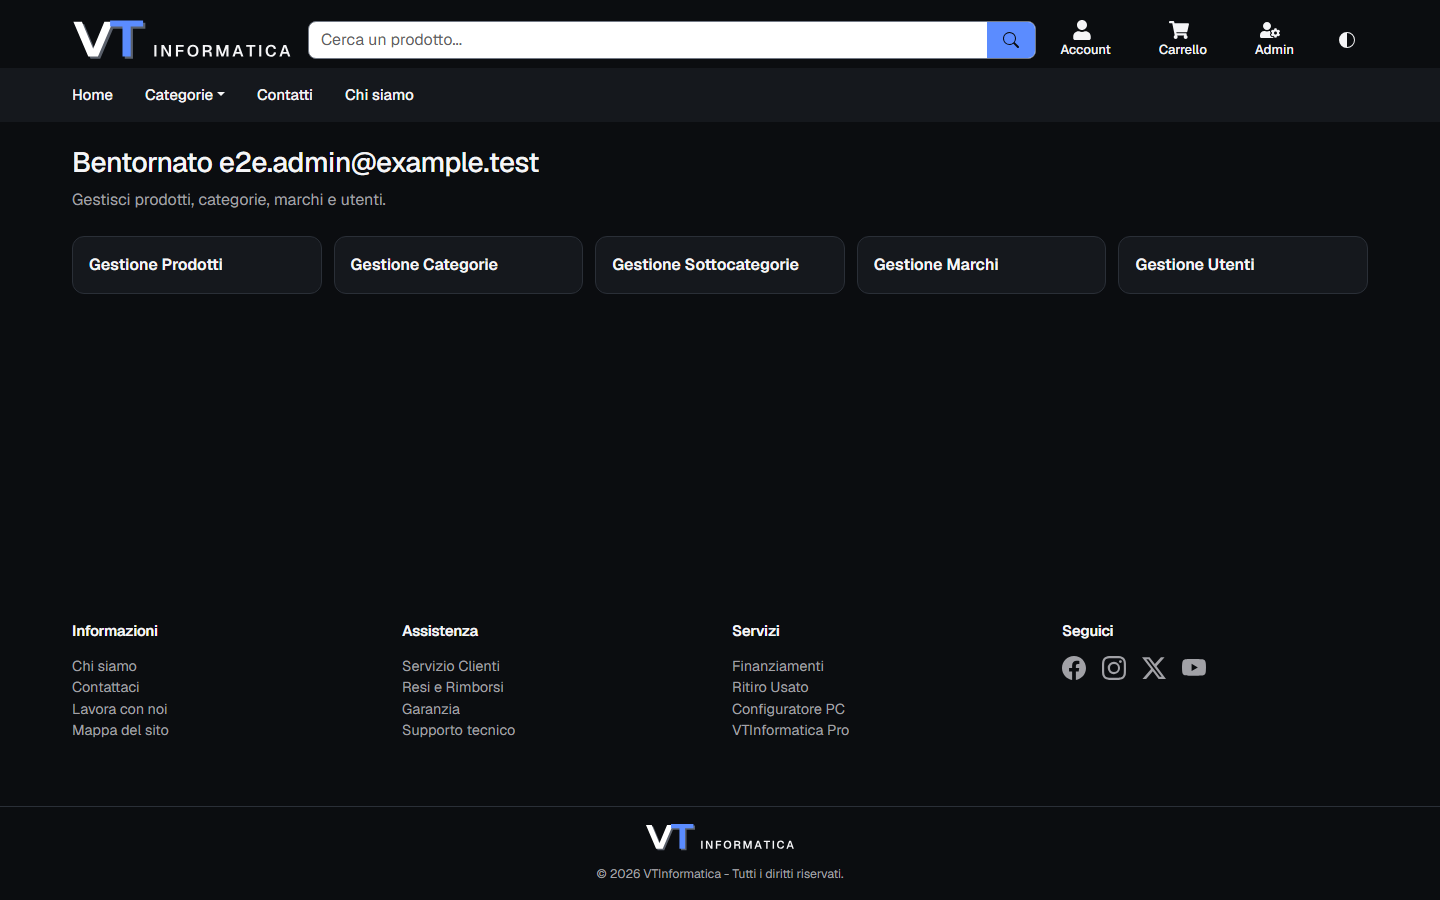 VT INFORMATICA
Cerca un prodotto...
Account
Carrello
Admin
Home
Categorie
Contatti
Chi siamo
Bentornato e2e.admin@example.test
Gestisci prodotti, categorie, marchi e utenti.
Gestione Prodotti
Gestione Categorie
Gestione Sottocategorie
Gestione Marchi
Gestione Utenti
Informazioni
Chi siamo
Contattaci
Lavora con noi
Mappa del sito
Assistenza
Servizio Clienti
Resi e Rimborsi
Garanzia
Supporto tecnico
Servizi
Finanziamenti
Ritiro Usato
Configuratore PC
VTInformatica Pro
Seguici
VT INFORMATICA
© 2026 VTInformatica - Tutti i diritti riservati.